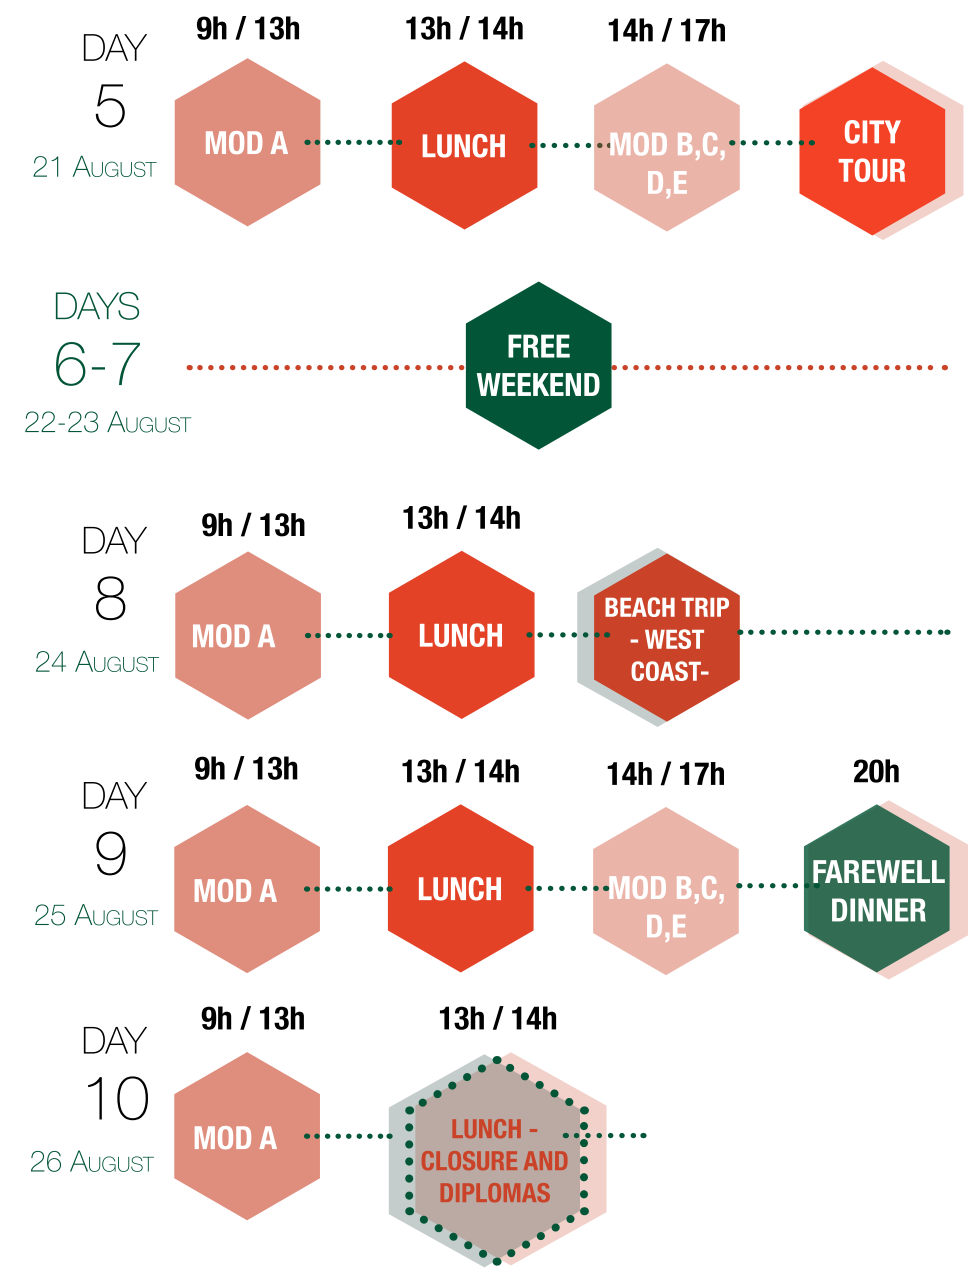 DAY
5
21 August
9h / 13h
13h / 14h
14h / 17h
MOD A
LUNCH
MOD B,C,
D,E
CITY
TOUR
DAYS
6-7
22-23 August
FREE
WEEKEND
DAY
8
24 August
9h / 13h
13h / 14h
MOD A
LUNCH
BEACH TRIP
- WEST
COAST-
DAY
9
25 August
9h / 13h
13h / 14h
14h / 17h
20h
MOD A
LUNCH
MOD B,C,
D,E
FAREWELL
DINNER
DAY
10
26 August
9h / 13h
13h / 14h
MOD A
LUNCH -
CLOSURE AND
DIPLOMAS